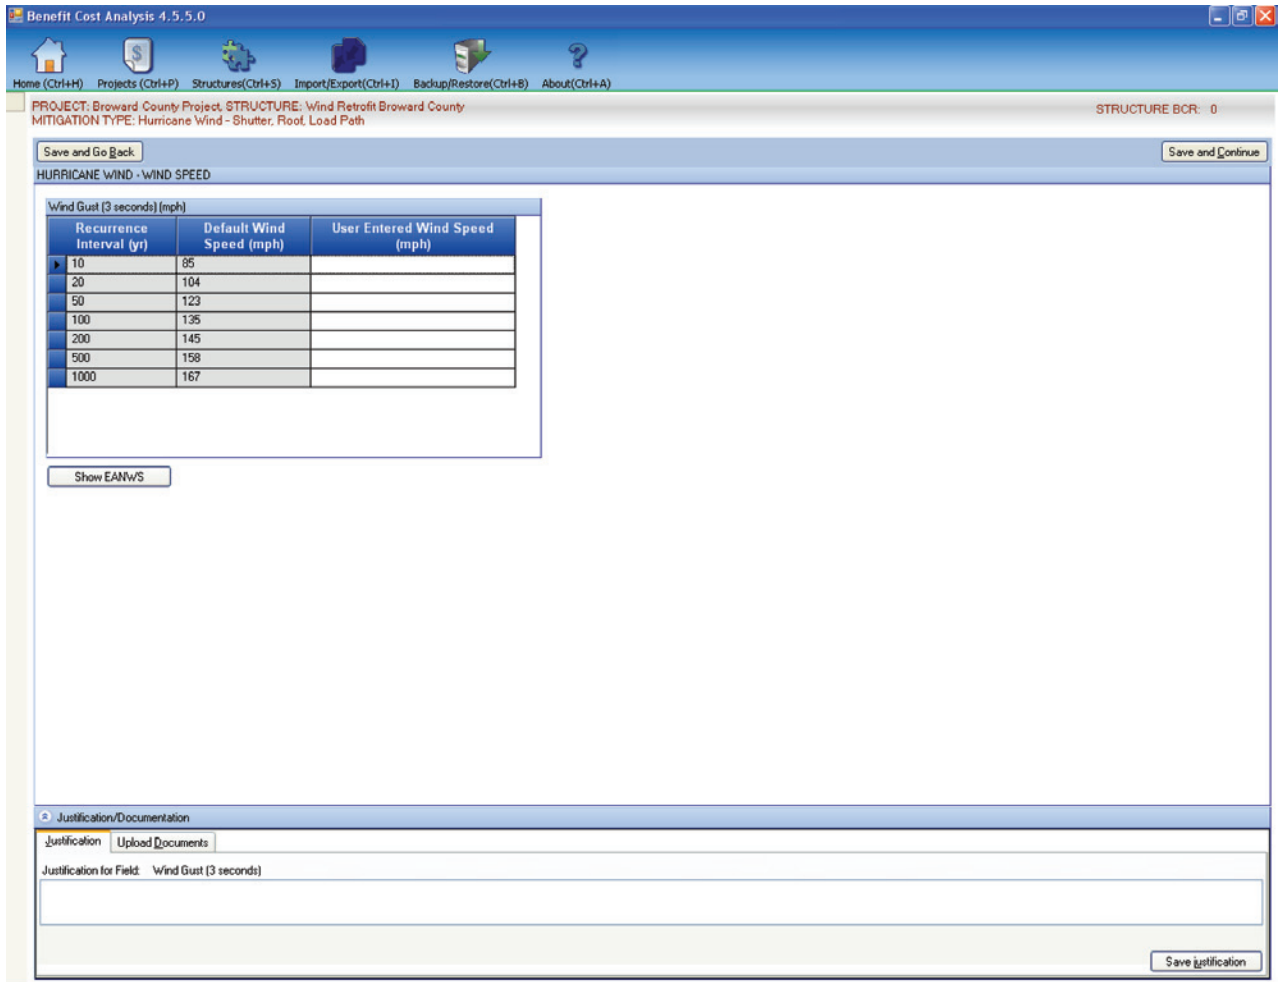 Benefit Cost Analysis 4.5.5.0
Home (Ctrl+H) Projects (Ctrl+P) Structures(Ctrl+S) Import/Export(Ctrl+I) Backup/Restore(Ctrl+B) About(Ctrl+A)
PROJECT: Broward County Project, STRUCTURE: Wind Retrofit Broward County
MITIGATION TYPE: Hurricane Wind - Shutter, Roof, Load Path
STRUCTURE BCR: 0
Save and Go Back Save and Continue
HURRICANE WIND - WIND SPEED
Wind Gust (3 seconds) (mph)
Recurrence Interval (yr) Default Wind Speed (mph) User Entered Wind Speed (mph)
10 85
20 104
50 123
100 135
200 145
500 158
1000 167
Show EANWS
Justification/Documentation
Justification Upload Documents
Justification for Field: Wind Gust (3 seconds)
Save justification